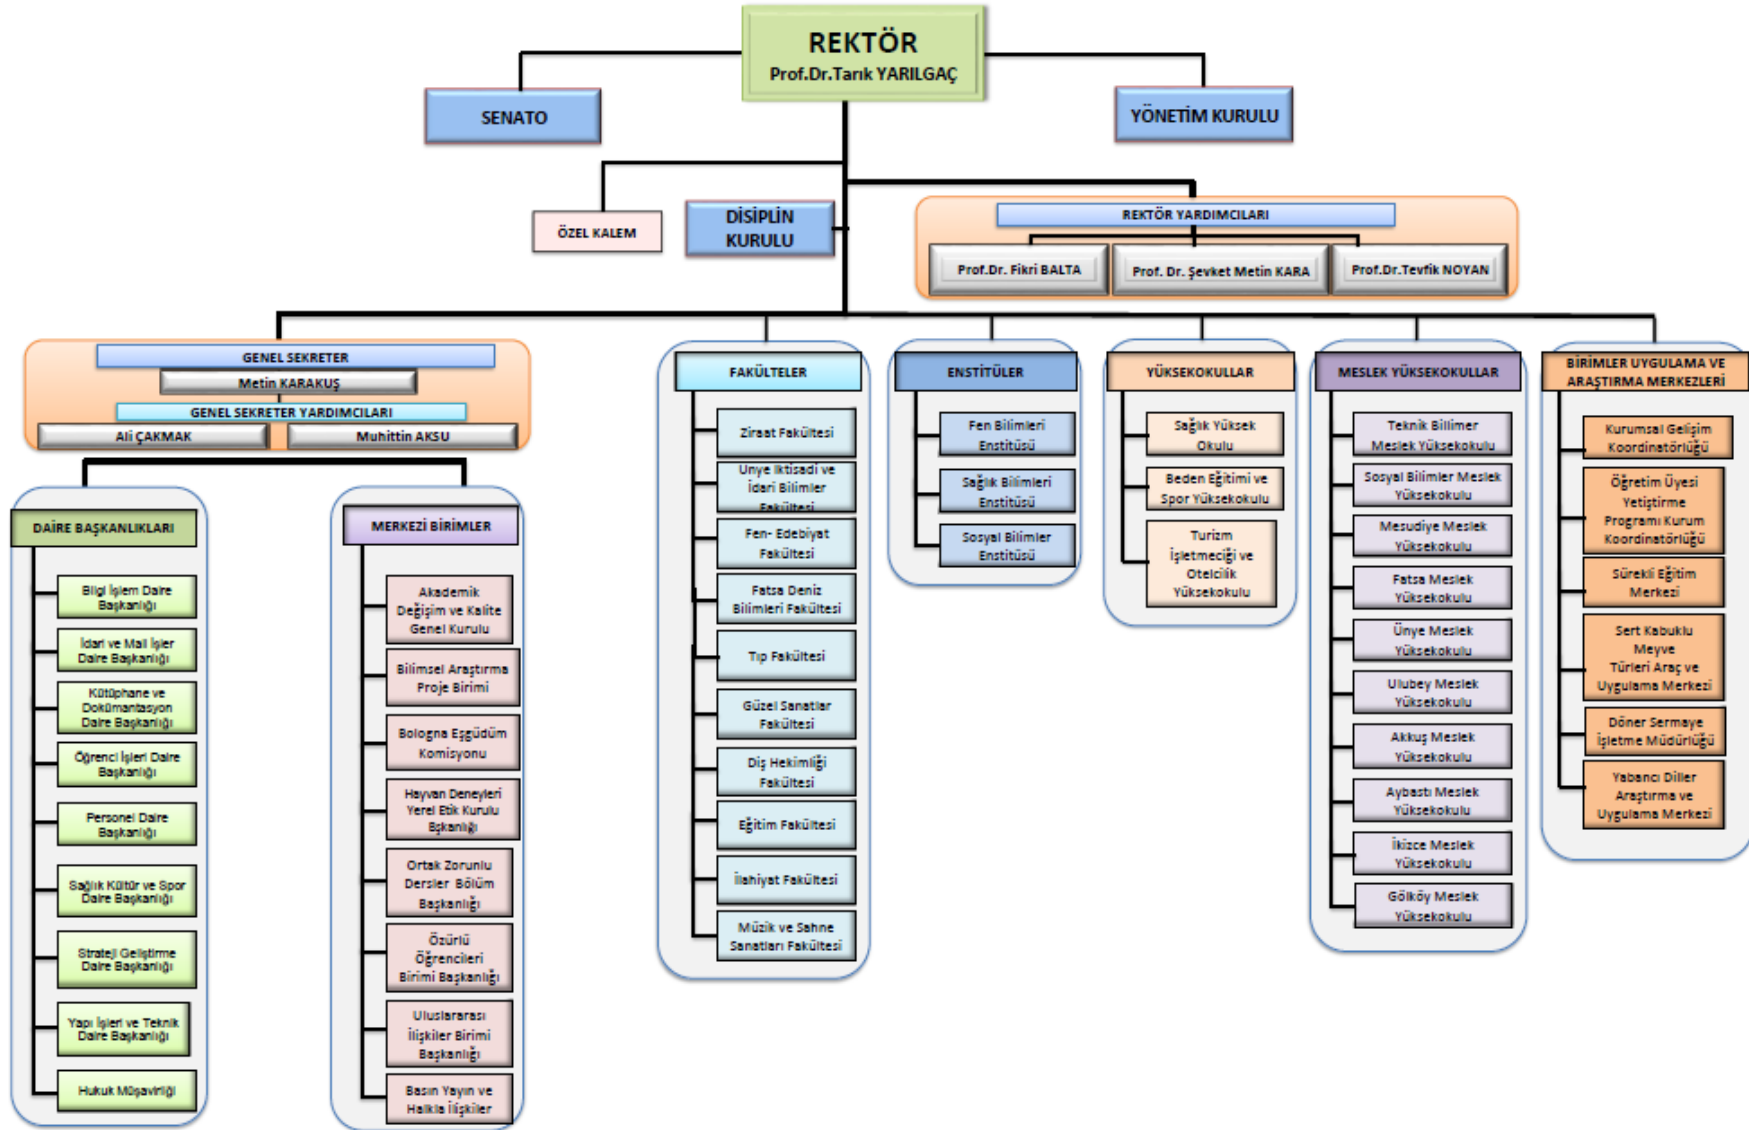 REKTÖR
Prof.Dr.Tarık YARILGAÇ
SENATO
YÖNETİM KURULU
ÖZEL KALEM
DİSİPLİN
KURULU
REKTÖR YARDIMCILARI
Prof.Dr. Fikri BALTA
Prof. Dr. Şevket Metin KARA
Prof.Dr.Tevfik NOYAN
GENEL SEKRETER
Metin KARAKUŞ
GENEL SEKRETER YARDIMCILARI
Ali ÇAKMAK
Muhittin AKSU
DAİRE BAŞKANLIKLARI
Bilgi İşlem Daire
Başkanlığı
İdari ve Mali İşler
Daire Başkanlığı
Kütüphane ve
Dokümantasyon
Daire Başkanlığı
Öğrenci İşleri Daire
Başkanlığı
Personel Daire
Başkanlığı
Sağlık Kültür ve Spor
Daire Başkanlığı
Strateji Geliştirme
Daire Başkanlığı
Yapı İşleri ve Teknik
Daire Başkanlığı
Hukuk Müşavirliği
MERKEZİ BİRİMLER
Akademik
Değişim ve Kalite
Genel Kurulu
Bilimsel Araştırma
Proje Birimi
Bologna Eşgüdüm
Komisyonu
Hayvan Deneyleri
Yerel Etik Kurulu
Bşkanlığı
Ortak Zorunlu
Dersler Bölüm
Başkanlığı
Özürlü
Öğrencileri
Birimi Başkanlığı
Uluslararası
İlişkiler Birimi
Başkanlığı
Basın Yayın ve
Halkla İlişkiler
FAKÜLTELER
Ziraat Fakültesi
Ünye İktisadi ve
İdari Bilimler
Fakültesi
Fen- Edebiyat
Fakültesi
Fatsa Deniz
Bilimleri Fakültesi
Tıp Fakültesi
Güzel Sanatlar
Fakültesi
Diş Hekimliği
Fakültesi
Eğitim Fakültesi
İlahiyat Fakültesi
Müzik ve Sahne
Sanatları Fakültesi
ENSTİTÜLER
Fen Bilimleri
Enstitüsü
Sağlık Bilimleri
Enstitüsü
Sosyal Bilimler
Enstitüsü
YÜKSEKOKULLAR
Sağlık Yüksek
Okulu
Beden Eğitimi ve
Spor Yüksekokulu
Turizm
İşletmeciği ve
Otelcilik
Yüksekokulu
MESLEK YÜKSEKOKULLAR
Teknik Bilimer
Meslek Yüksekokulu
Sosyal Bilimler Meslek
Yüksekokulu
Mesudiye Meslek
Yüksekokulu
Fatsa Meslek
Yüksekokulu
Ünye Meslek
Yüksekokulu
Ulubey Meslek
Yüksekokulu
Akkuş Meslek
Yüksekokulu
Aybastı Meslek
Yüksekokulu
İkizce Meslek
Yüksekokulu
Gölköy Meslek
Yüksekokulu
BİRİMLER UYGULAMA VE
ARAŞTIRMA MERKEZLERİ
Kurumsal Gelişim
Koordinatörlüğü
Öğretim Üyesi
Yetiştirme
Programı Kurum
Koordinatörlüğü
Sürekli Eğitim
Merkezi
Sert Kabuklu
Meyve
Türleri Araç ve
Uygulama Merkezi
Döner Sermaye
İşletme Müdürlüğü
Yabancı Diller
Araştırma ve
Uygulama Merkezi